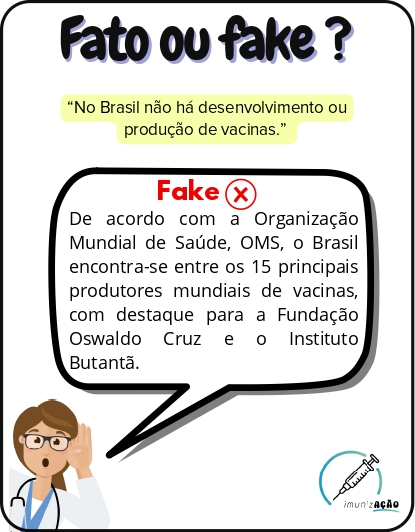 Fato ou fake ?
“No Brasil não há desenvolvimento ou
produção de vacinas.”
Fake
De acordo com a Organização
Mundial de Saúde, OMS, o Brasil
encontra-se entre os 15 principais
produtores mundiais de vacinas,
com destaque para a Fundação
Oswaldo Cruz e o Instituto
Butantã.
imunizAÇÃO